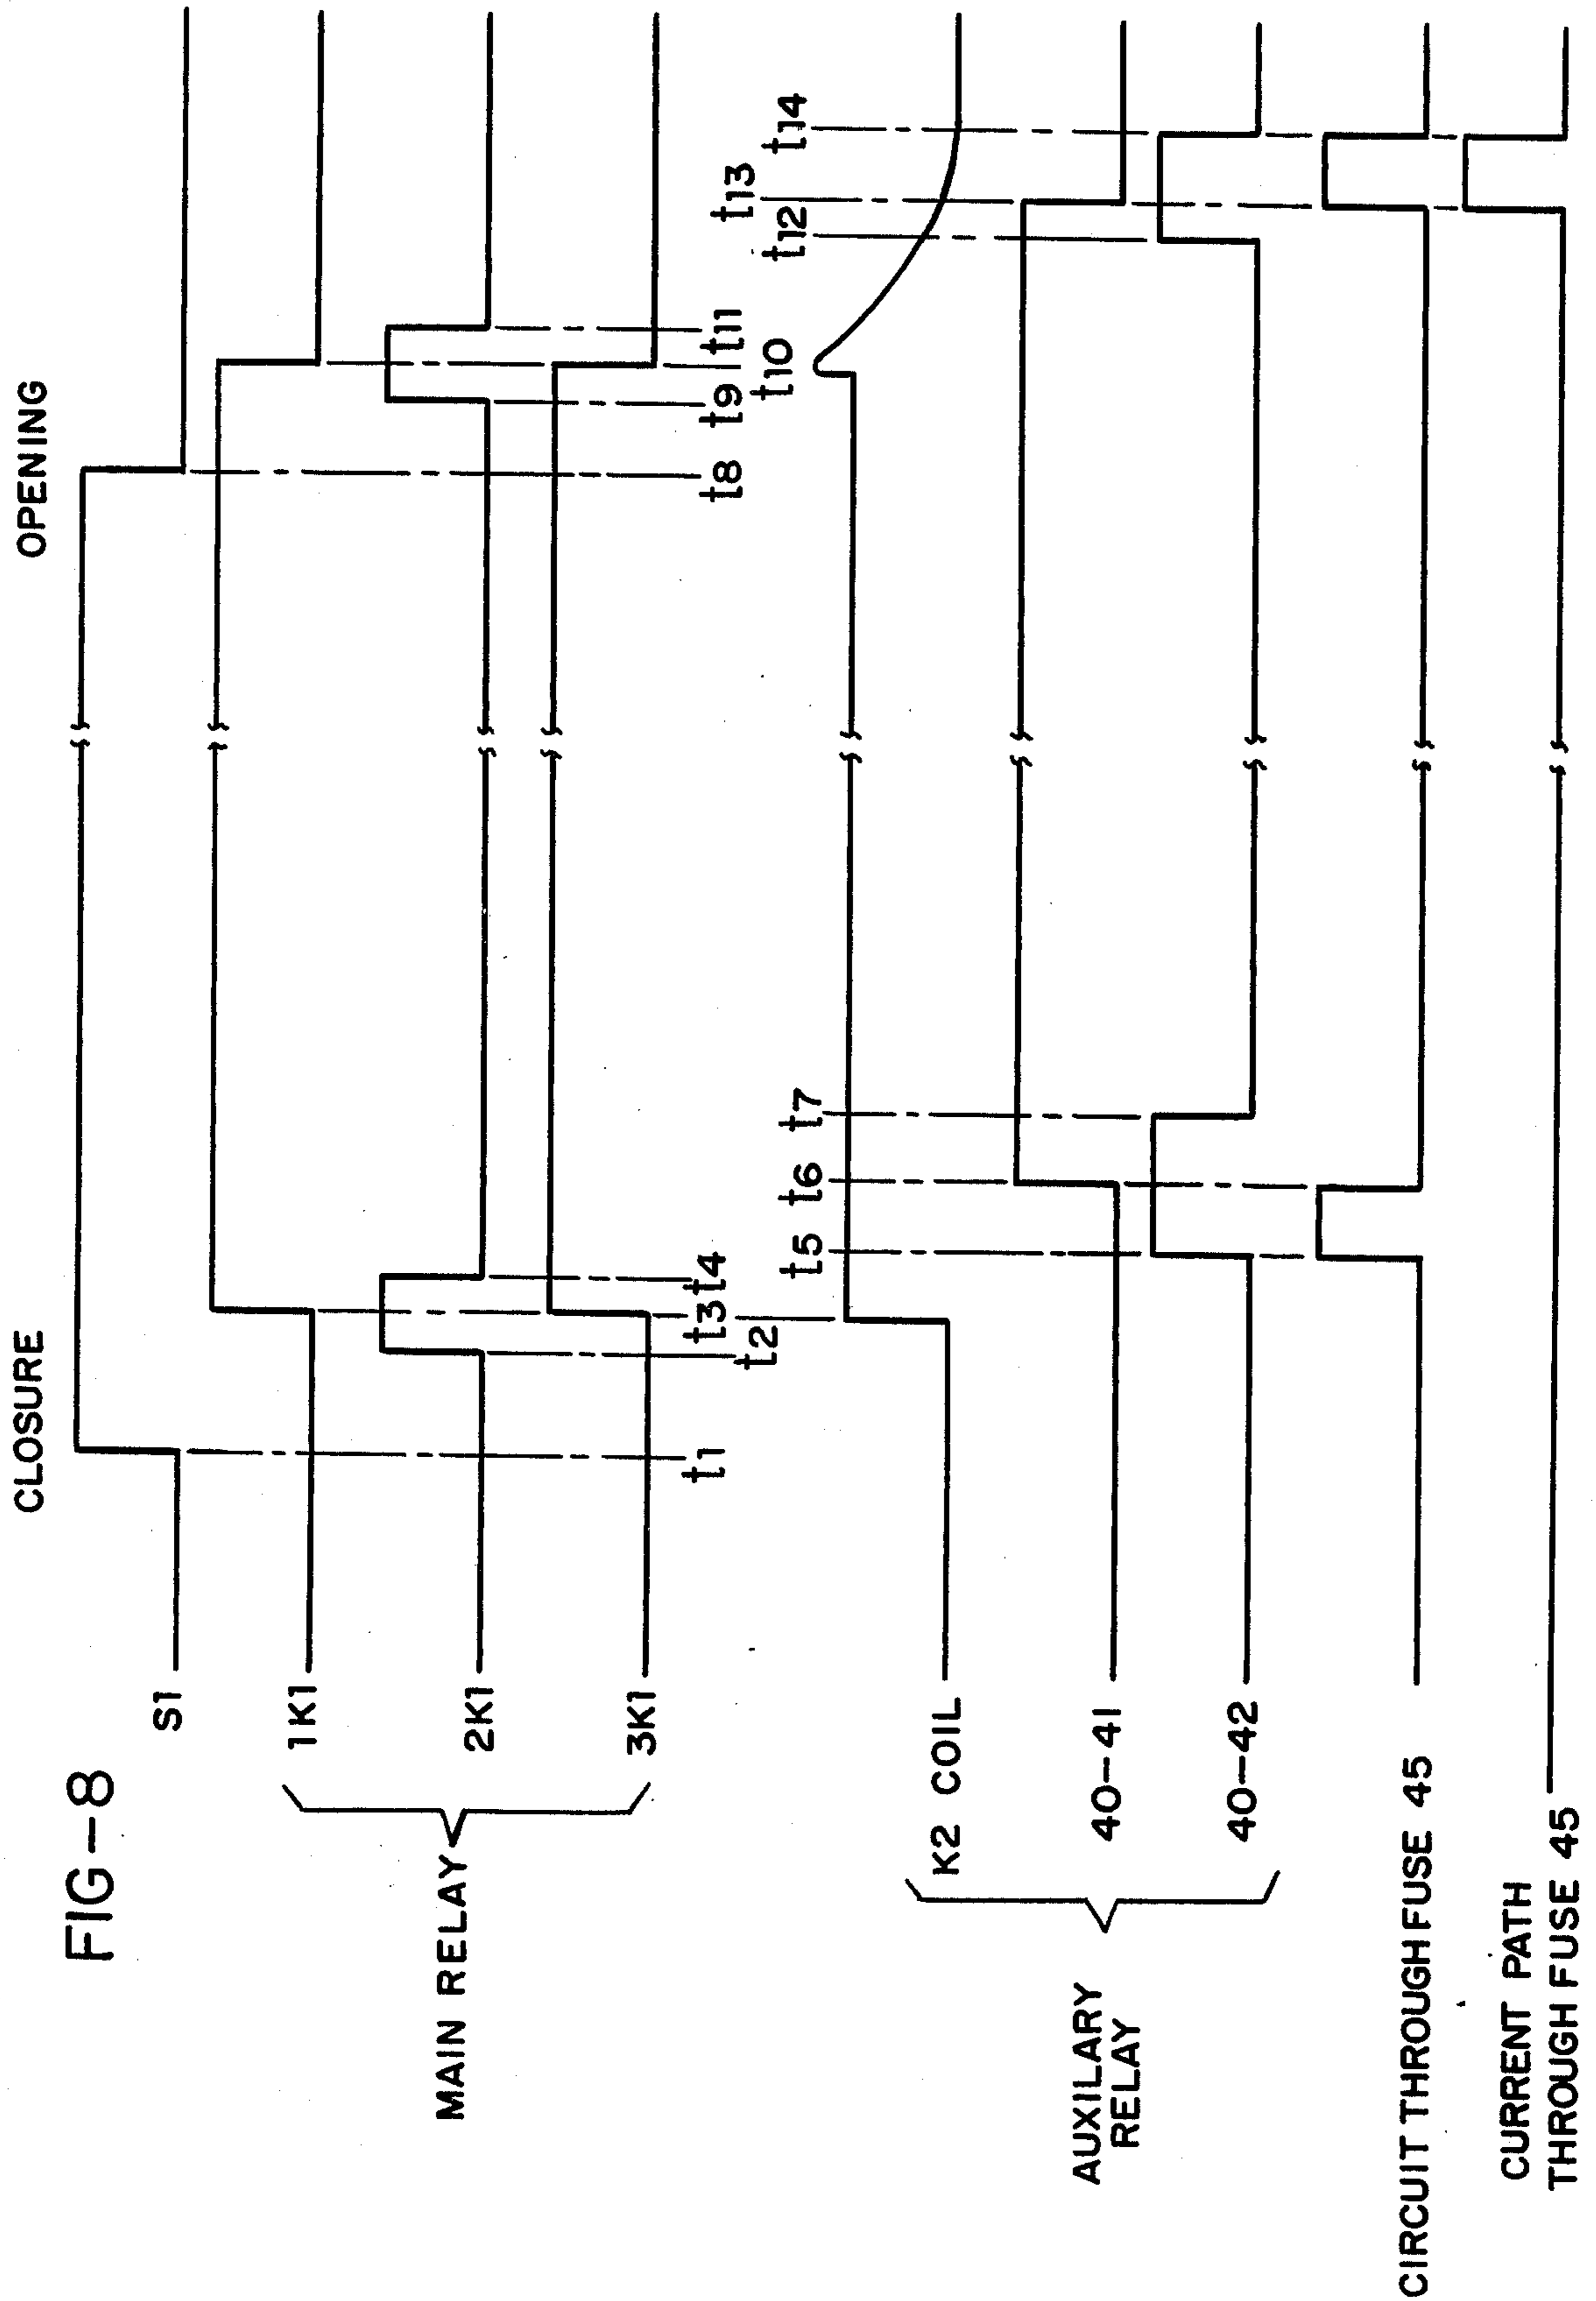 FIG-8
CLOSURE
OPENING
S1
MAIN RELAY
1K1
2K1
3K1
t1
t2
t3
t4
t8
t9
t10
t11
AUXILARY
RELAY
K2 COIL
40-41
40-42
t5
t6
t7
t12
t13
t14
CIRCUIT THROUGH FUSE 45
CURRENT PATH
THROUGH FUSE 45